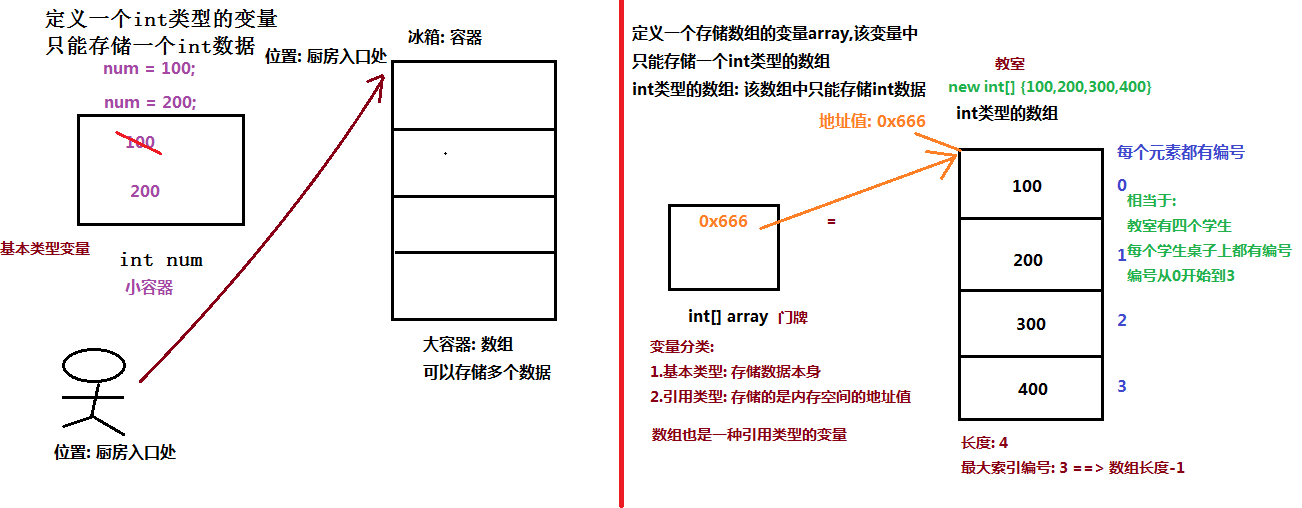 定义一个int类型的变量
只能存储一个int数据
num = 100;
num = 200;
100
200
基本类型变量
int num
小容器
位置: 厨房入口处
位置: 厨房入口处
冰箱: 容器
大容器: 数组
可以存储多个数据
定义一个存储数组的变量array,该变量中
只能存储一个int类型的数组
int类型的数组: 该数组中只能存储int数据
地址值: 0x666
0x666
=
int[] array 门牌
变量分类:
1.基本类型: 存储数据本身
2.引用类型: 存储的是内存空间的地址值
数组也是一种引用类型的变量
教室
new int[] {100,200,300,400}
int类型的数组
100
200
300
400
每个元素都有编号
0
1
2
3
相当于:
教室有四个学生
每个学生桌子上都有编号
编号从0开始到3
长度: 4
最大索引编号: 3 ==> 数组长度-1